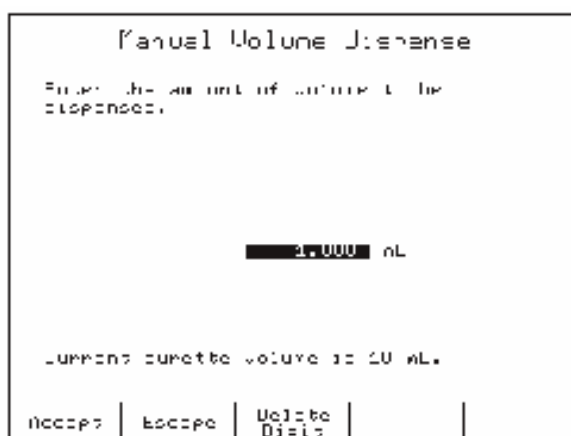 Manual Volume Dispense
Enter the amount of volume to be
dispensed.
1.000 mL
Current burette volume is 10 mL.
Accept Escape Delete
Digit